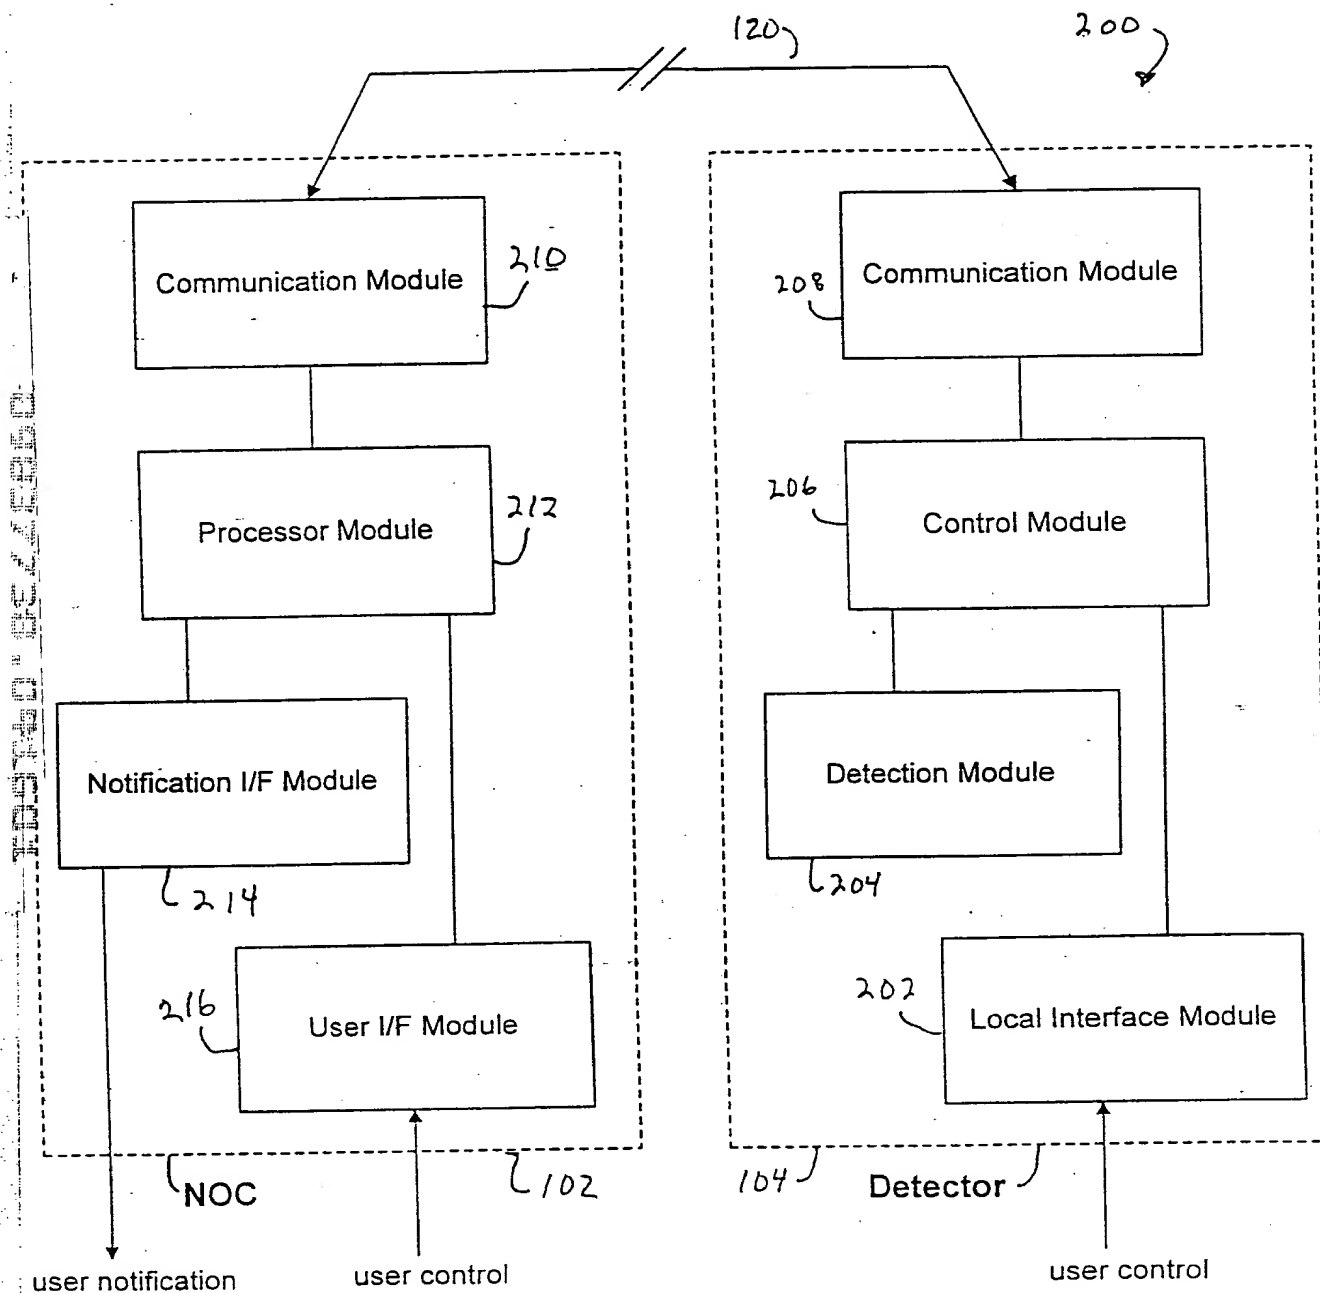 120
200
Communication Module
210
208
Communication Module
Processor Module
212
206
Control Module
Notification I/F Module
214
Detection Module
204
216
User I/F Module
202
Local Interface Module
NOC
102
104
Detector
user notification
user control
user control